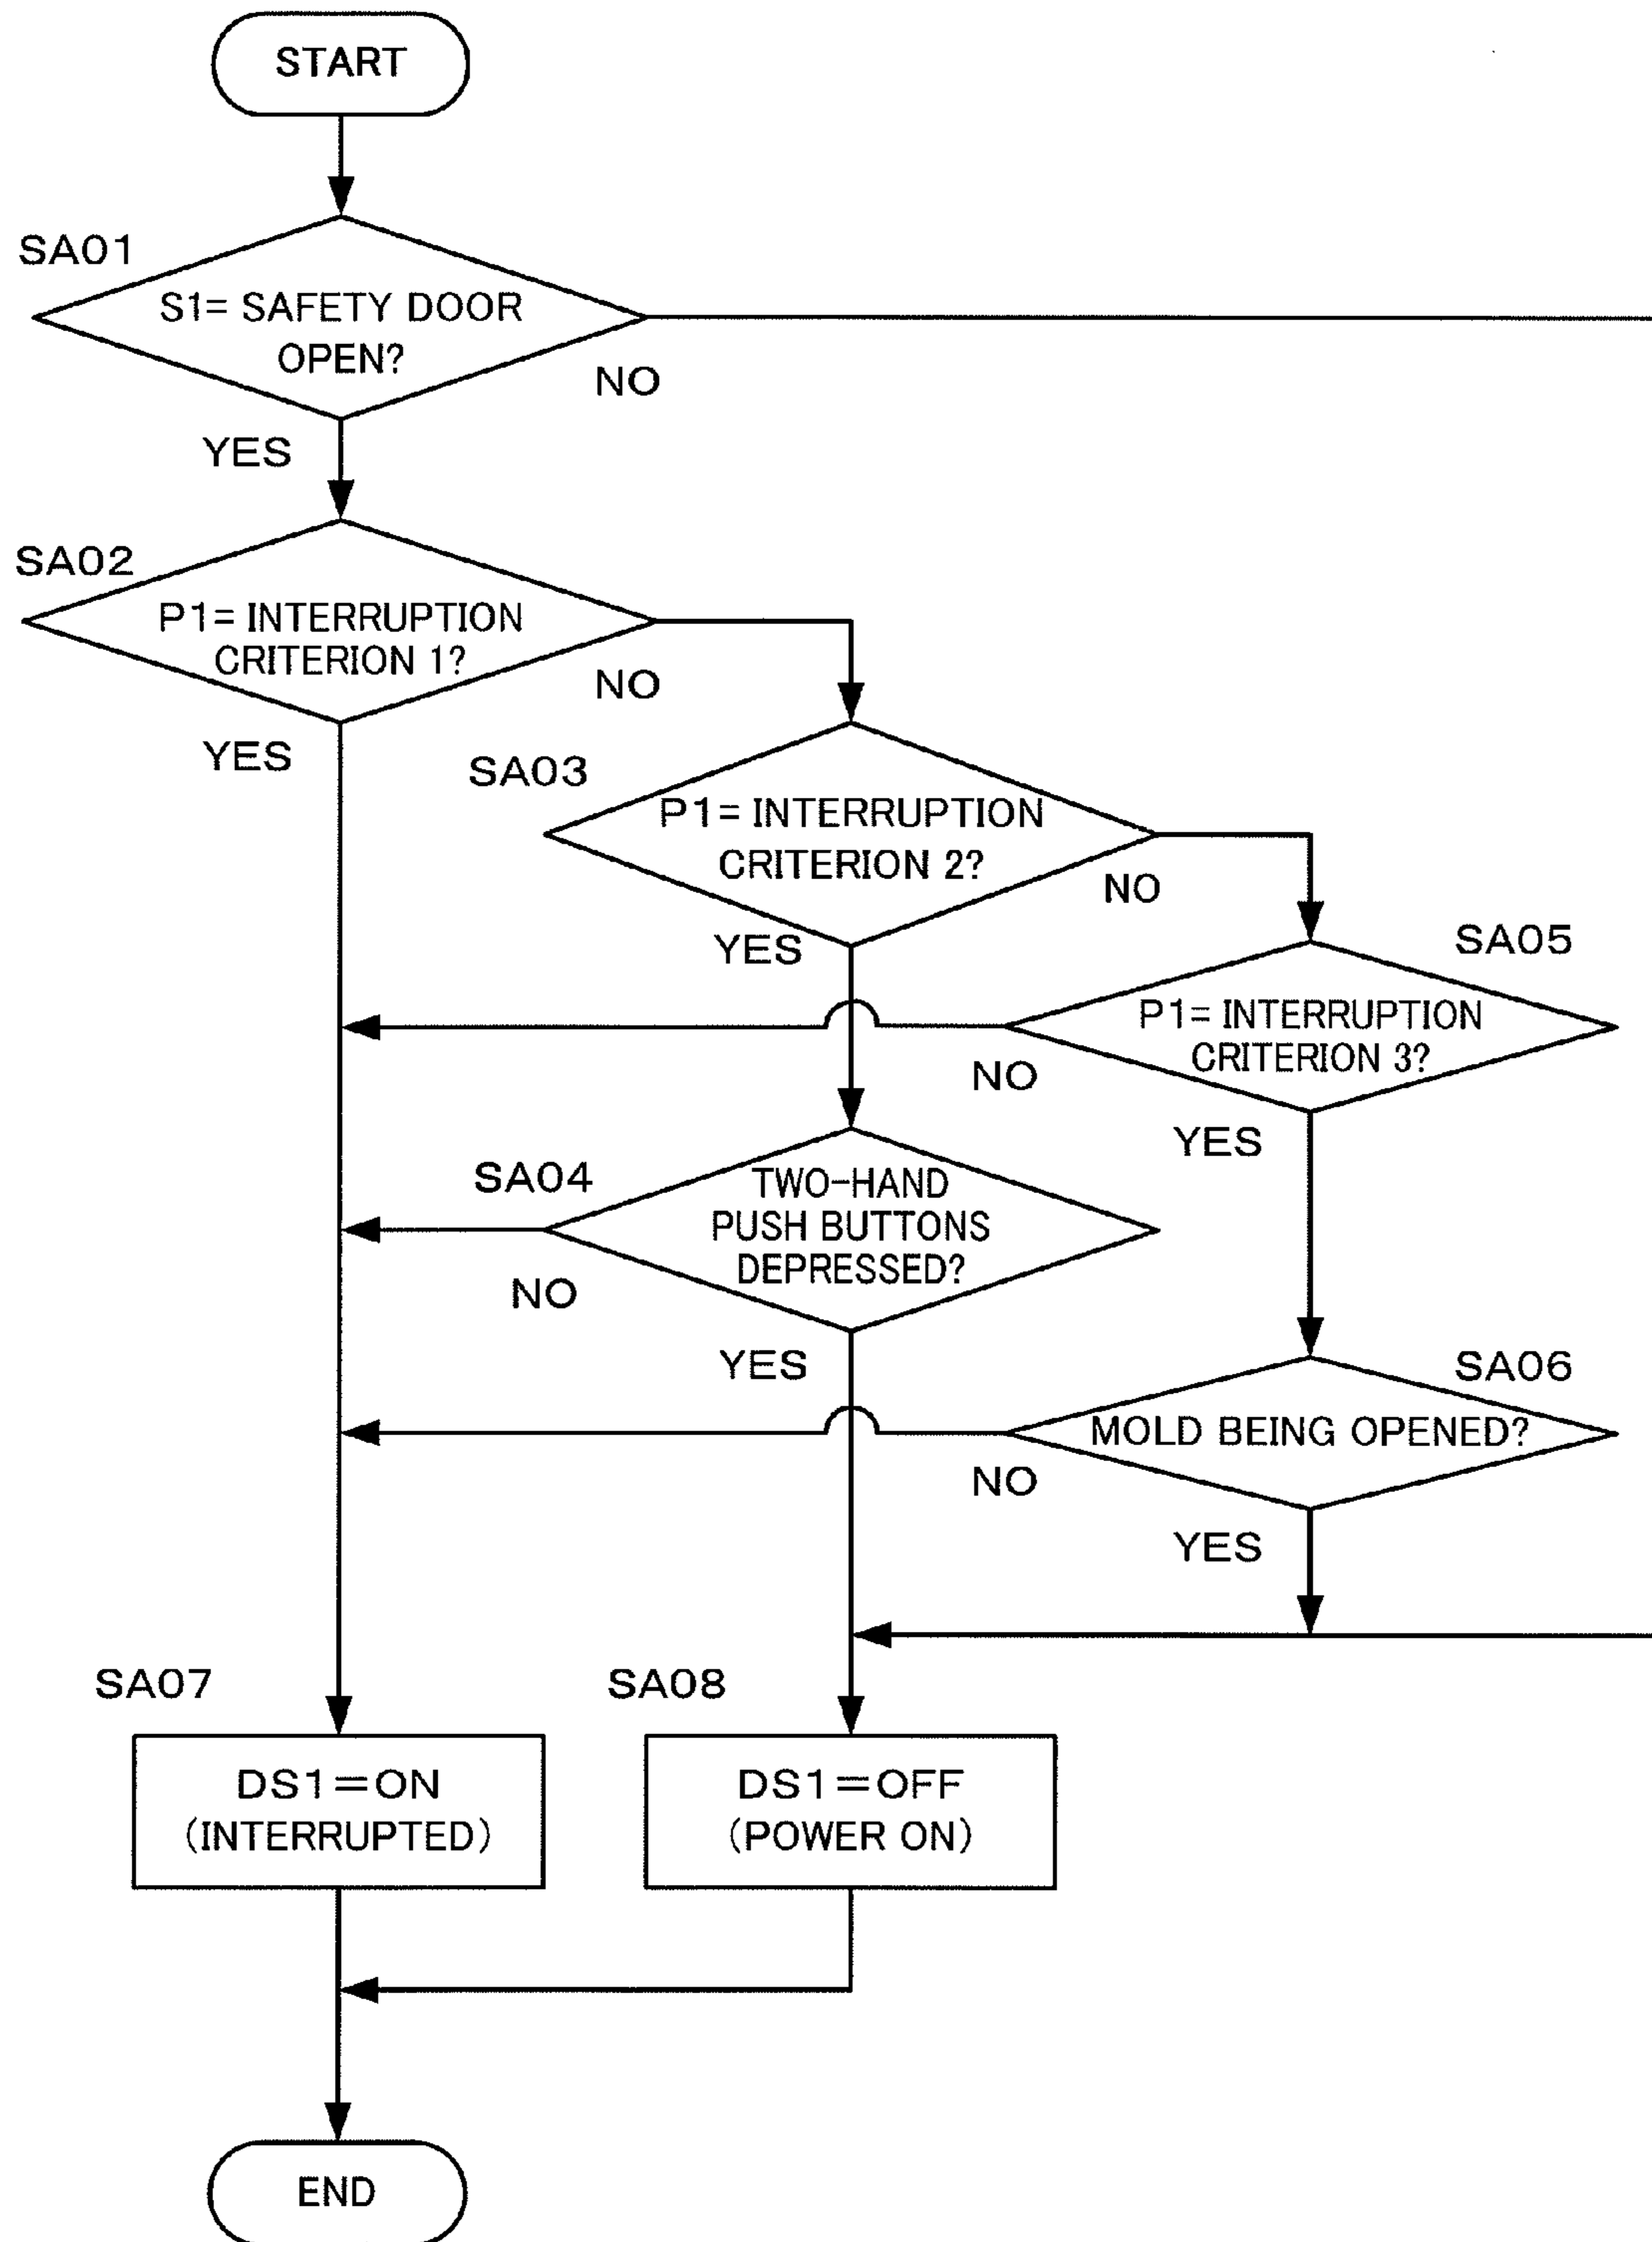 START
SA01
S1= SAFETY DOOR
OPEN?
NO
YES
SA02
P1= INTERRUPTION
CRITERION 1?
NO
YES
SA03
P1= INTERRUPTION
CRITERION 2?
NO
YES
SA05
P1= INTERRUPTION
CRITERION 3?
NO
YES
SA04
TWO-HAND
PUSH BUTTONS
DEPRESSED?
NO
YES
SA06
MOLD BEING OPENED?
NO
YES
SA07
DS1=ON
(INTERRUPTED)
SA08
DS1=OFF
(POWER ON)
END